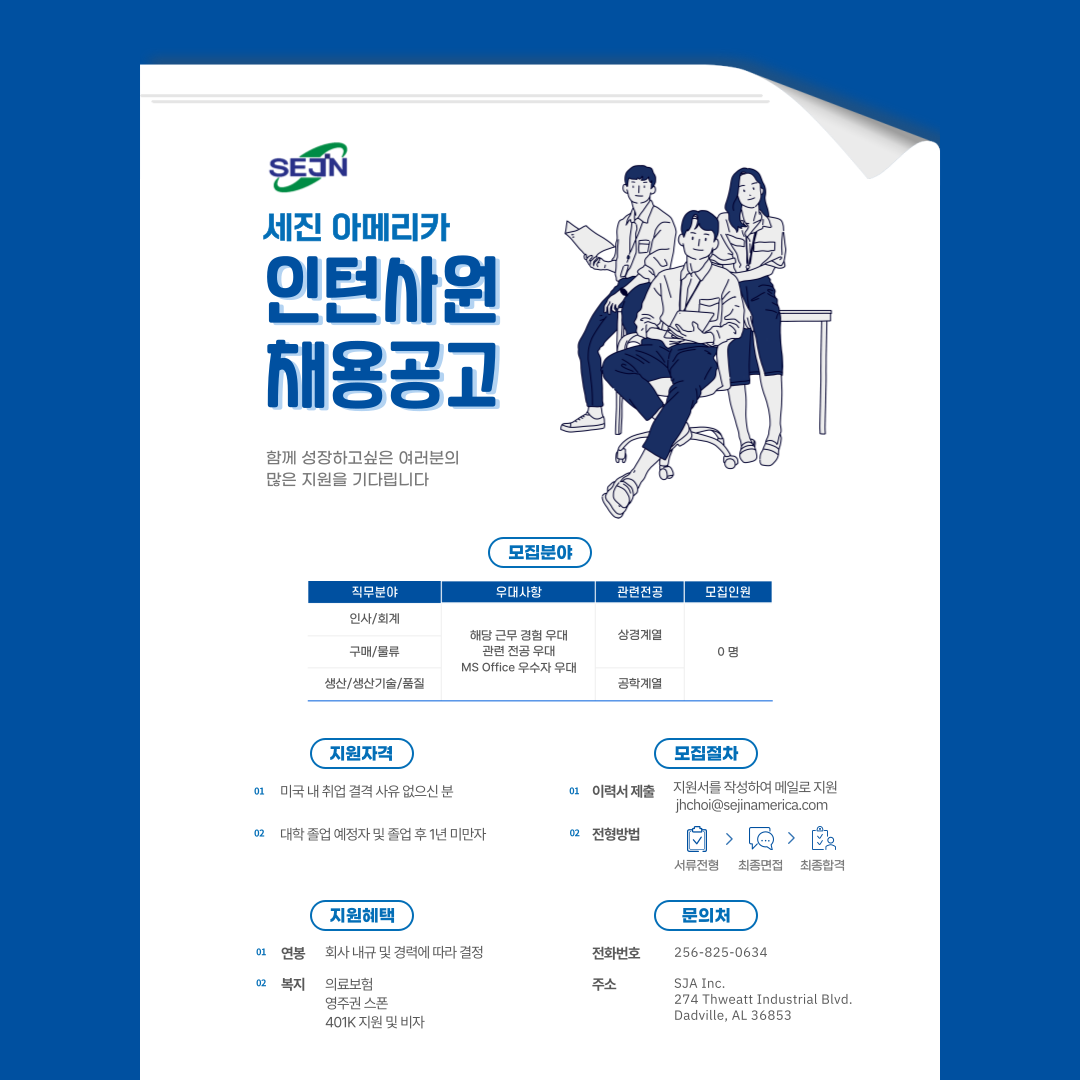 SEJIN
세진 아메리카
인턴사원
채용공고
함께 성장하고싶은 여러분의
많은 지원을 기다립니다
모집분야
직무분야 우대사항 관련전공 모집인원
인사/회계
구매/물류
생산/생산기술/품질
해당 근무 경험 우대
관련 전공 우대
MS Office 우수자 우대
상경계열
공학계열
0 명
지원자격
01 미국 내 취업 결격 사유 없으신 분
02 대학 졸업 예정자 및 졸업 후 1년 미만자
모집절차
01 이력서 제출 지원서를 작성하여 메일로 지원
jhchoi@sejinamerica.com
02 전형방법
서류전형 > 최종면접 > 최종합격
지원혜택
01 연봉 회사 내규 및 경력에 따라 결정
02 복지 의료보험
영주권 스폰
401K 지원 및 비자
문의처
전화번호 256-825-0634
주소 SJA Inc.
274 Thweatt Industrial Blvd.
Dadville, AL 36853